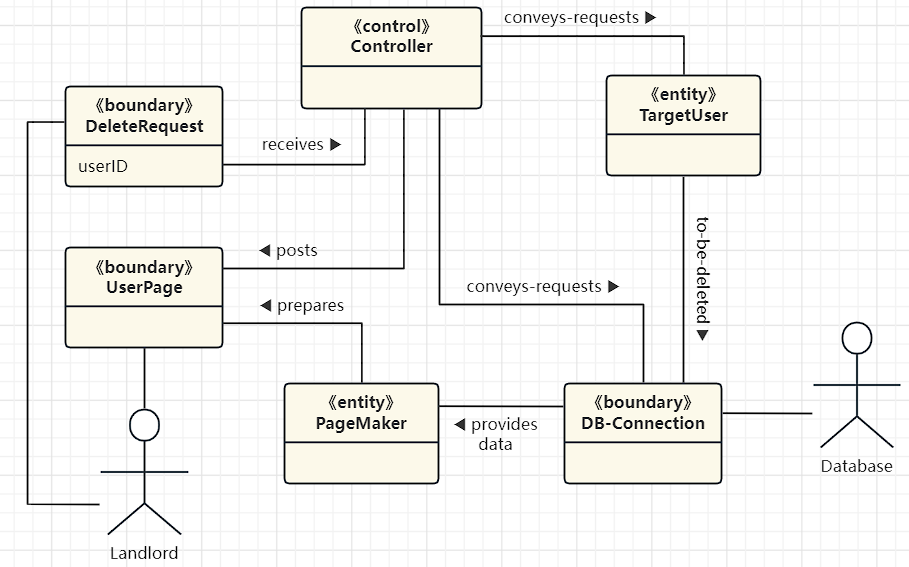 《control》
Controller
conveys-requests ▶
《entity》
TargetUser
《boundary》
DeleteRequest
userID
receives ▶
◀ posts
to-be-deleted ▶
《boundary》
UserPage
◀ prepares
conveys-requests ▶
《entity》
PageMaker
◀ provides
data
《boundary》
DB-Connection
Database
Landlord